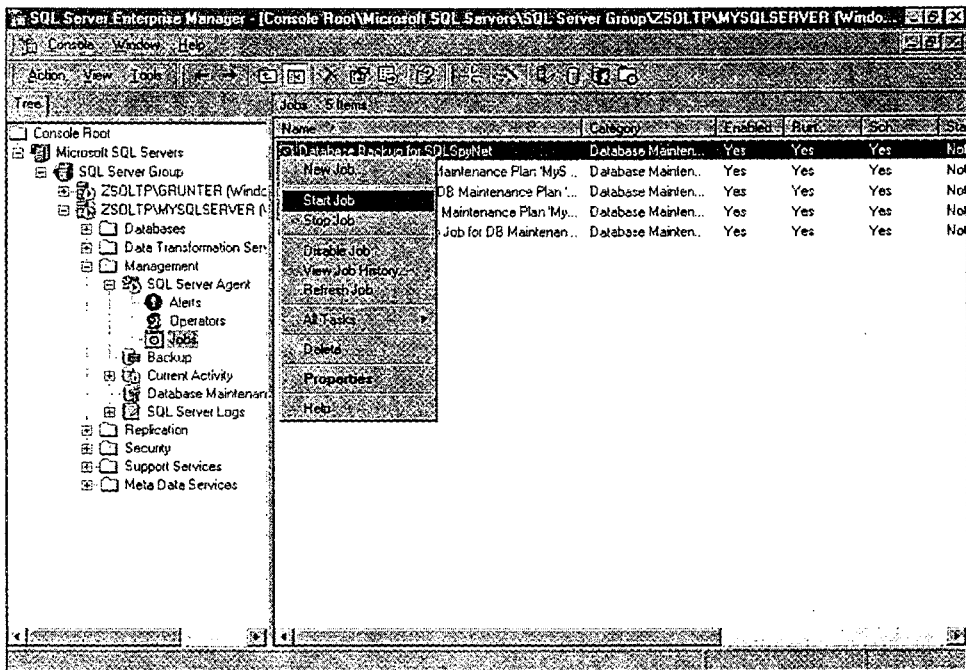 SQL Server Enterprise Manager - [Console Root\Microsoft SQL Servers\SQL Server Group\ZSOLTP\MYSQLSERVER (Windo...
Console Window Help
Action View Tools
Tree
Jobs 5 Items
Console Root
Microsoft SQL Servers
SQL Server Group
ZSOLTP\GRUNTER (Windo
ZSOLTP\MYSQLSERVER (
Databases
Data Transformation Ser
Management
SQL Server Agent
Alerts
Operators
Jobs
Backup
Current Activity
Database Maintenan
SQL Server Logs
Replication
Security
Support Services
Meta Data Services
Name Category Enabled Run... Sch... Sta
Database Backup for SQLSpyNet Database Mainten... Yes Yes Yes Not
Maintenance Plan 'MyS... Database Mainten... Yes Yes Yes Not
DB Maintenance Plan '... Database Mainten... Yes Yes Yes Not
Maintenance Plan 'My... Database Mainten... Yes Yes Yes Not
Job for DB Maintenan... Database Mainten... Yes Yes Yes Not
New Job...
Start Job
Stop Job
Disable Job
View Job History...
Refresh Job
All Tasks
Delete
Properties
Help